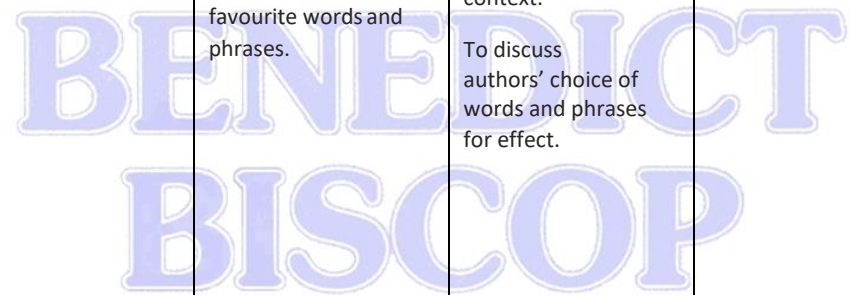 favourite words and
phrases.
context.
To discuss
authors’ choice of
words and phrases
for effect.
BENEDICT
BISCOP